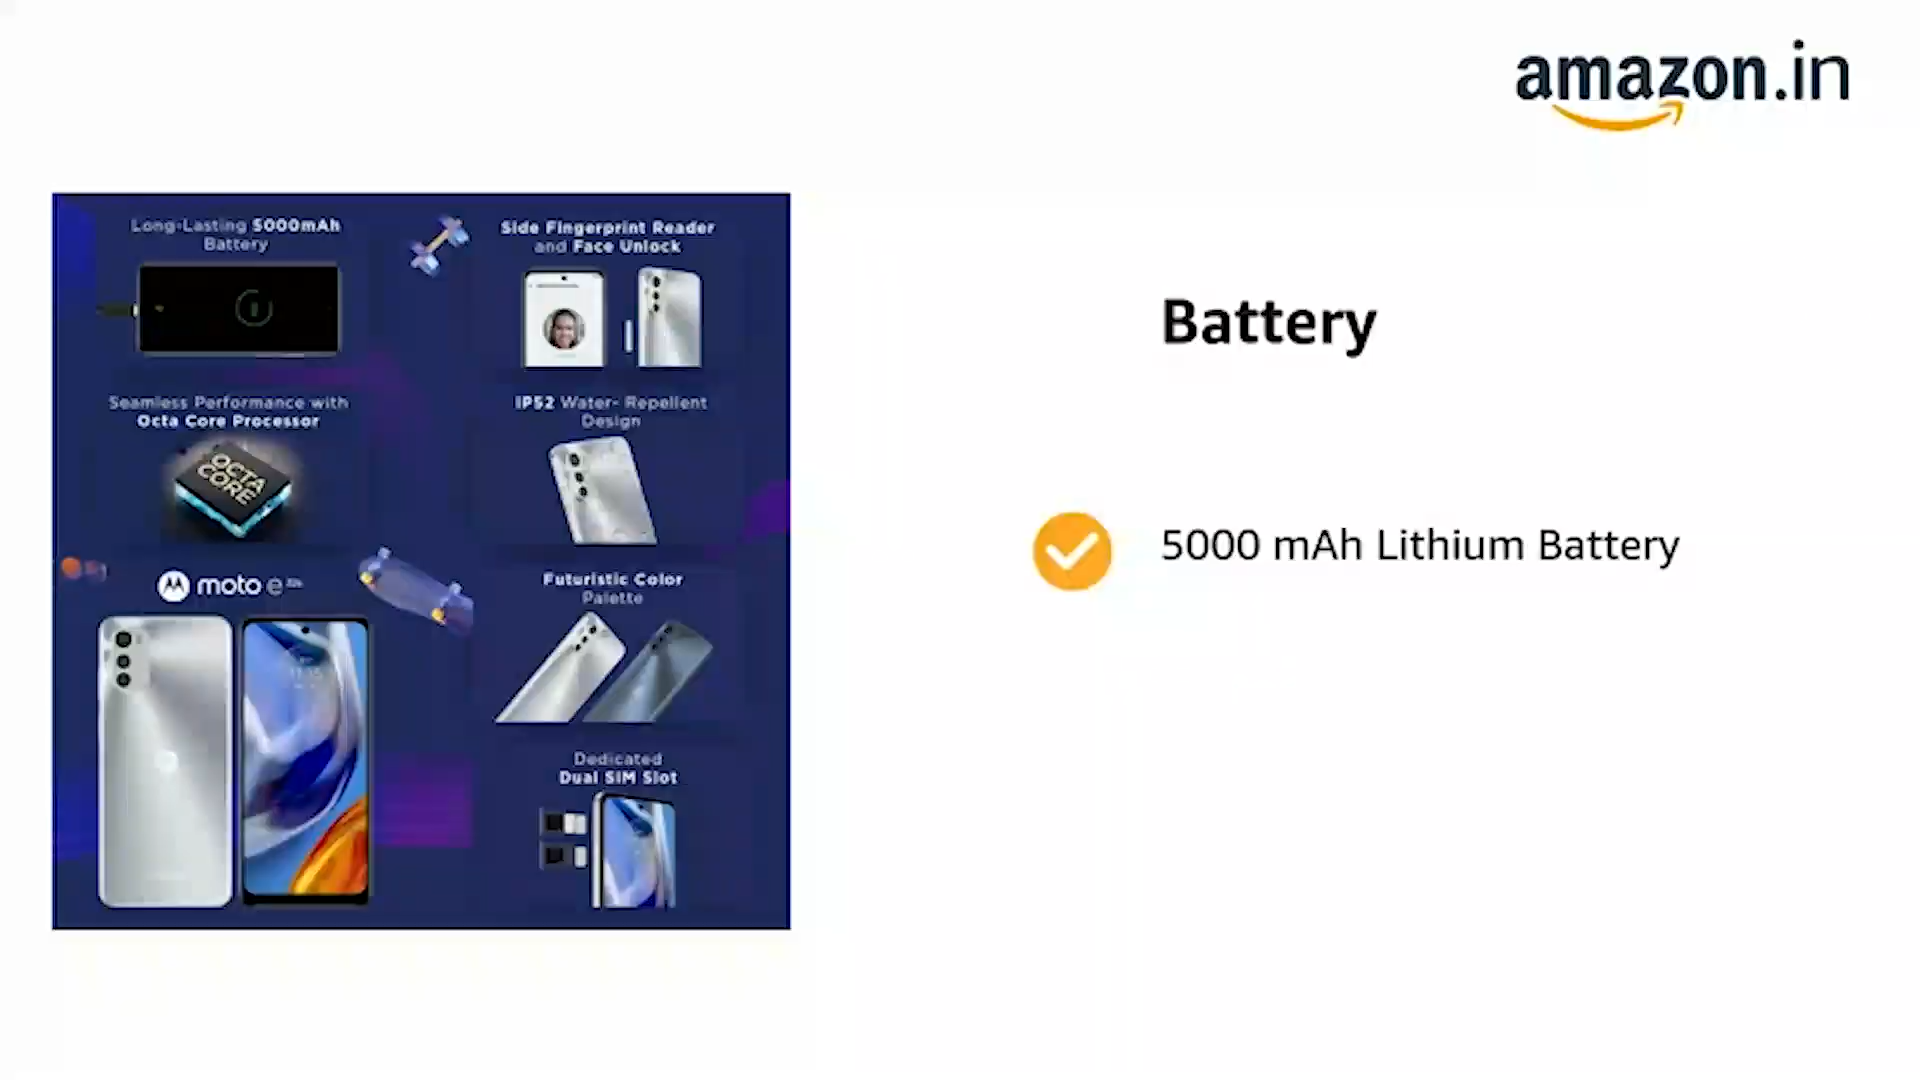 amazon.in
Long-Lasting 5000mAh
Battery
Side Fingerprint Reader
and Face Unlock
Seamless Performance with
Octa Core Processor
OCTA
CORE
IP52 Water- Repellent
Design
moto e
Futuristic Color
Palette
Dedicated
Dual SIM Slot
Battery
5000 mAh Lithium Battery